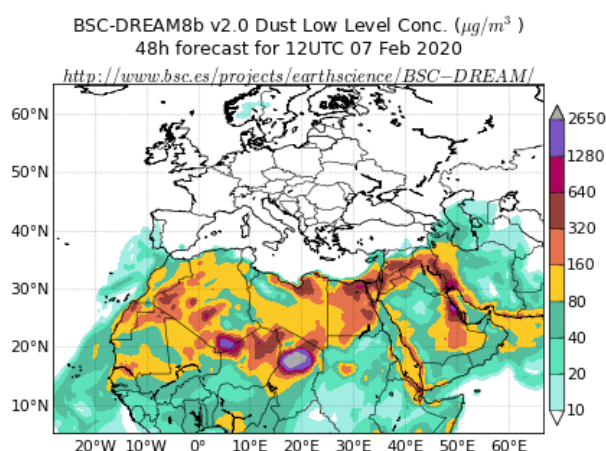 BSC-DREAM8b v2.0 Dust Low Level Conc. (μg/m³ )
48h forecast for 12UTC 07 Feb 2020
http://www.bsc.es/projects/earthscience/BSC−DREAM/
60°N
50°N
40°N
30°N
20°N
10°N
20°W 10°W 0° 10°E 20°E 30°E 40°E 50°E 60°E
2650
1280
640
320
160
80
40
20
10